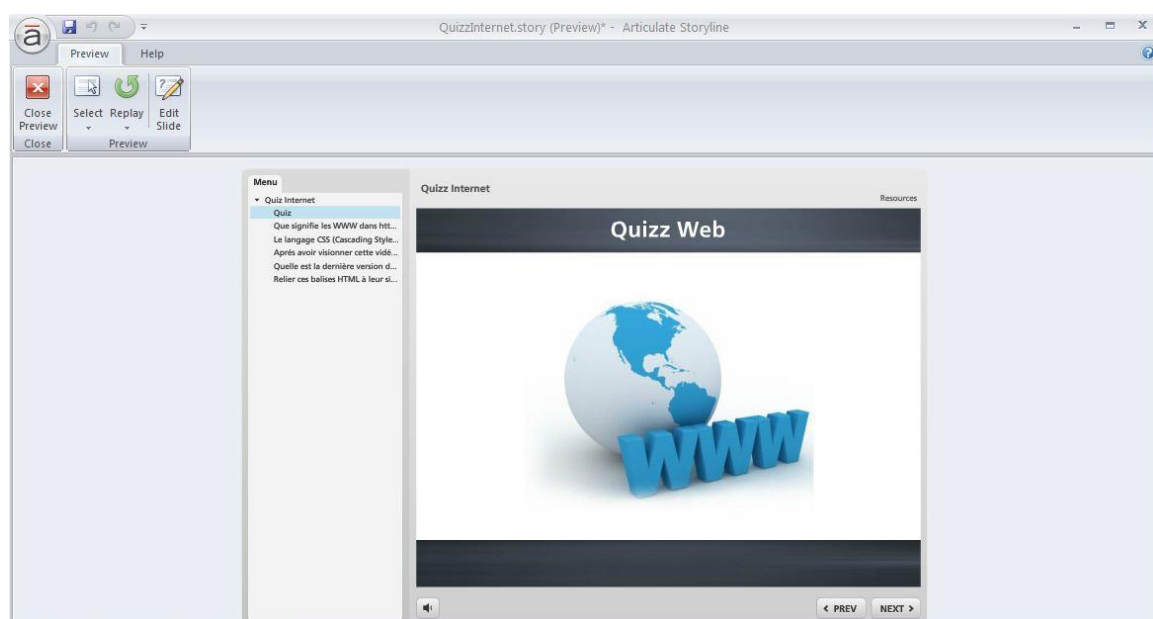 QuizzInternet.story (Preview)* - Articulate Storyline
Preview Help
Close Preview
Select
Replay
Edit Slide
Close
Preview
Menu
Quiz Internet
Quiz
Que signifie les WWW dans htt...
Le langage CSS (Cascading Style...
Aprés avoir visionner cette vidé...
Quelle est la dernière version d...
Relier ces balises HTML à leur si...
Quizz Internet
Resources
Quizz Web
WWW
PREV
NEXT